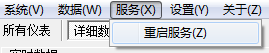 系统(V) 数据(W) 服务(X) 设置(Y) 关于(Z)
所有仪表 详细数 重启服务(Z)